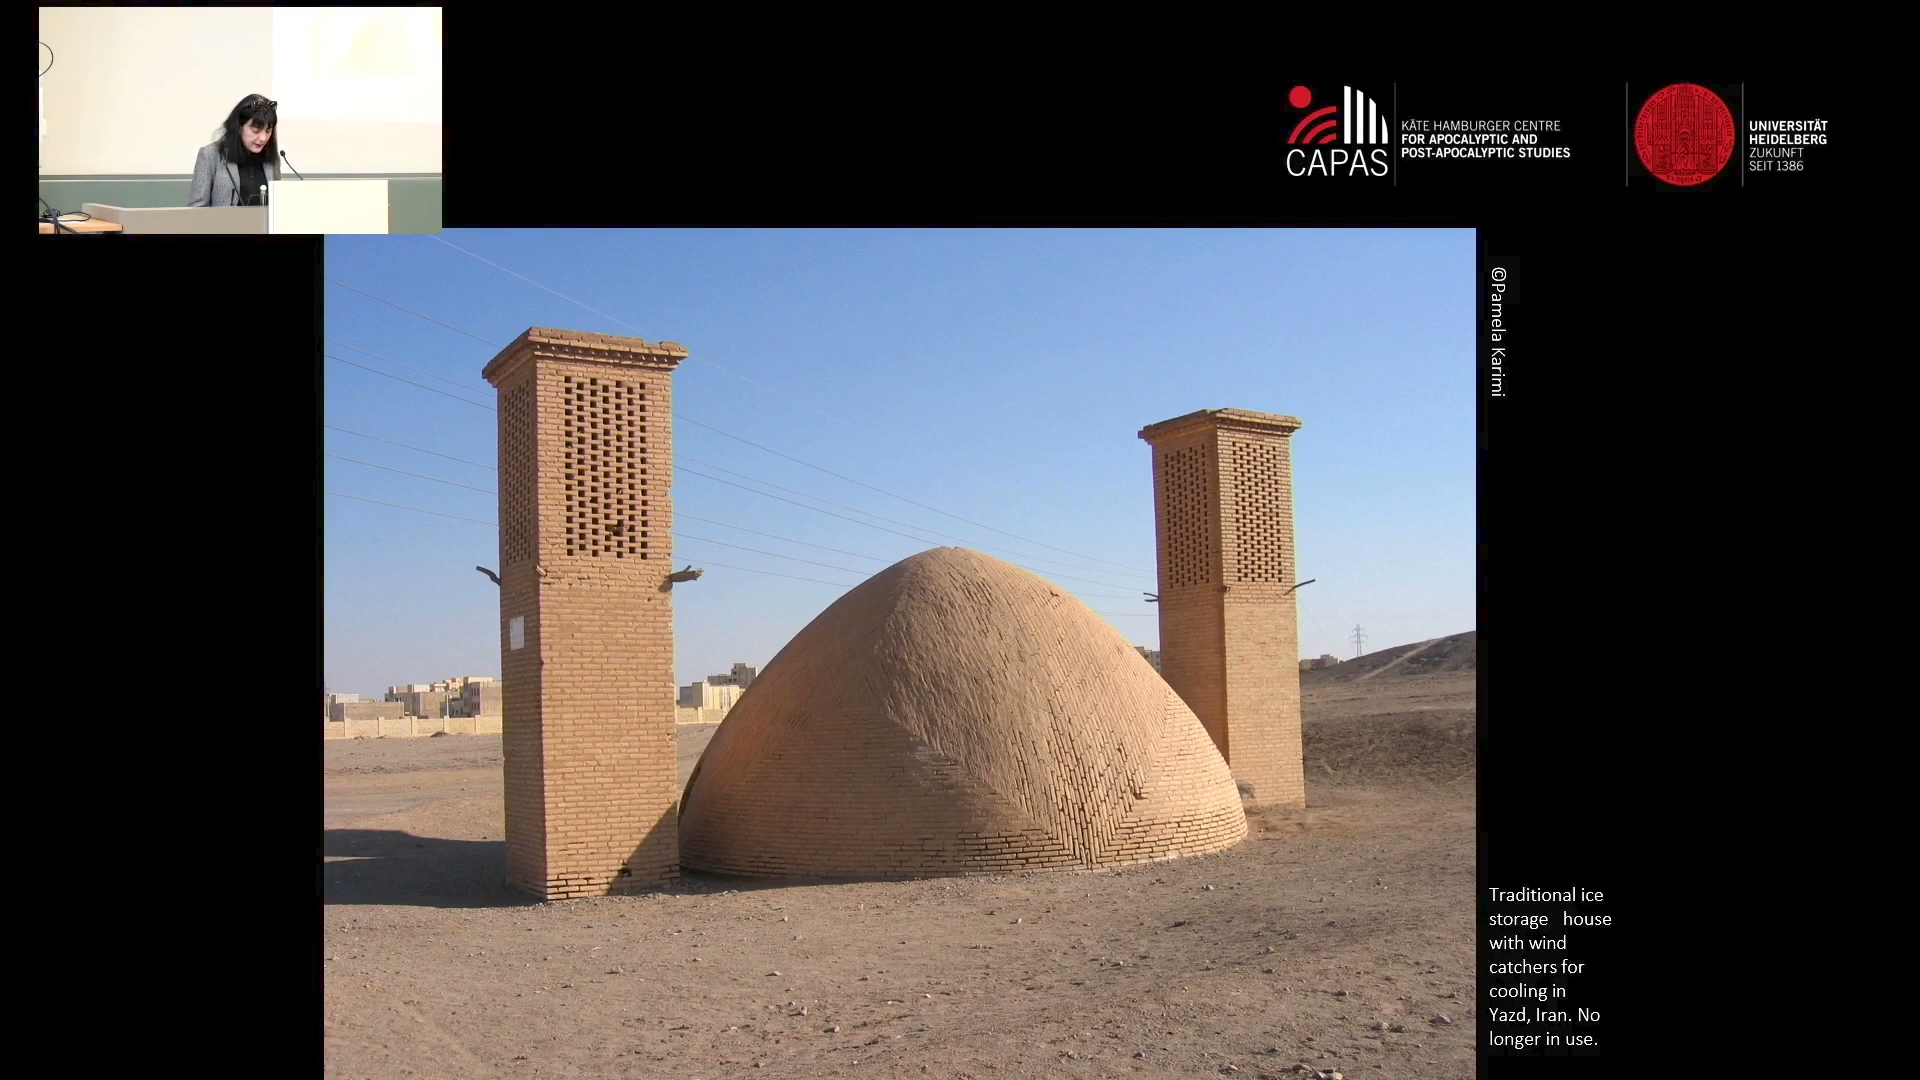 CAPAS
KÄTE HAMBURGER CENTRE
FOR APOCALYPTIC AND
POST-APOCALYPTIC STUDIES
UNIVERSITÄT
HEIDELBERG
ZUKUNFT
SEIT 1386
©Pamela Karimi
Traditional ice
storage house
with wind
catchers for
cooling in
Yazd, Iran. No
longer in use.